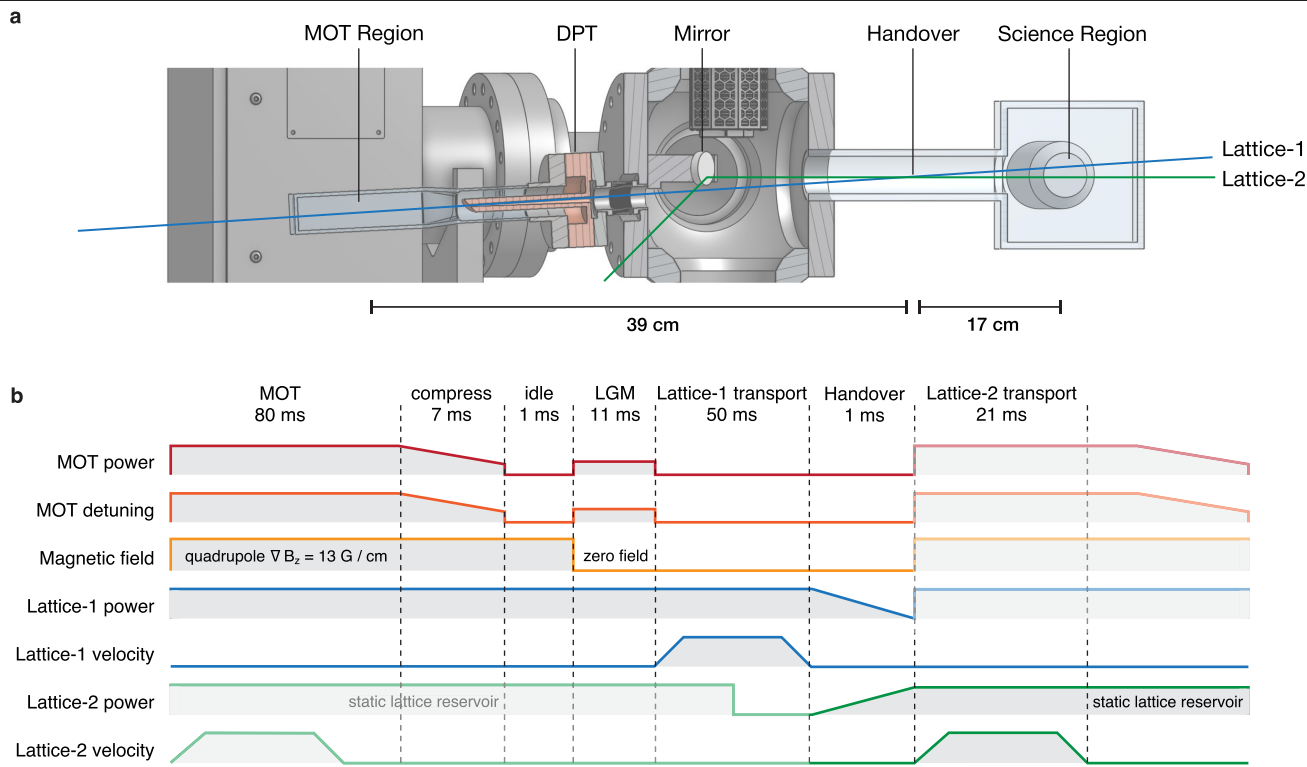 a
MOT Region
DPT
Mirror
Handover
Science Region
Lattice-1
Lattice-2
39 cm
17 cm
b
MOT
80 ms
compress
7 ms
idle
1 ms
LGM
11 ms
Lattice-1 transport
50 ms
Handover
1 ms
Lattice-2 transport
21 ms
MOT power
MOT detuning
Magnetic field
quadrupole ∇ Bz = 13 G / cm
zero field
Lattice-1 power
Lattice-1 velocity
Lattice-2 power
static lattice reservoir
static lattice reservoir
Lattice-2 velocity